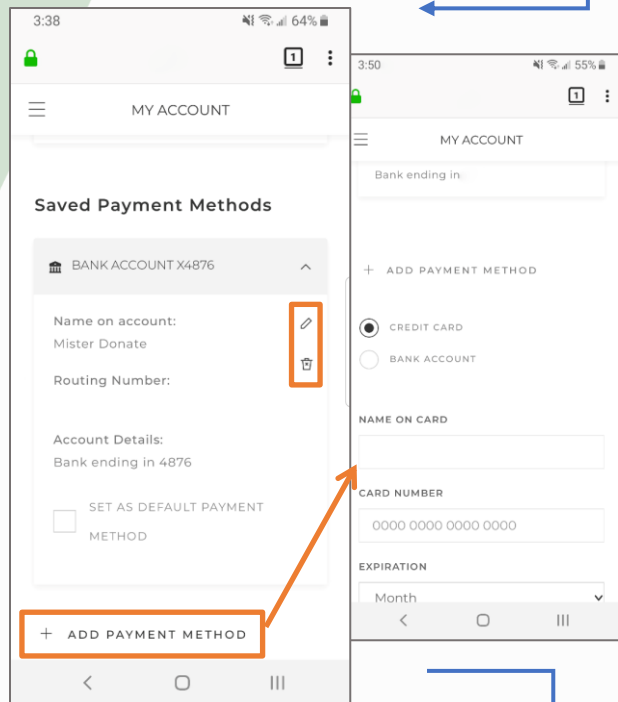 3:38
64%
1
MY ACCOUNT
Saved Payment Methods
BANK ACCOUNT X4876
Name on account:
Mister Donate
Routing Number:
Account Details:
Bank ending in 4876
SET AS DEFAULT PAYMENT
METHOD
+ ADD PAYMENT METHOD
3:50
55%
1
MY ACCOUNT
Bank ending in
+ ADD PAYMENT METHOD
CREDIT CARD
BANK ACCOUNT
NAME ON CARD
CARD NUMBER
0000 0000 0000 0000
EXPIRATION
Month